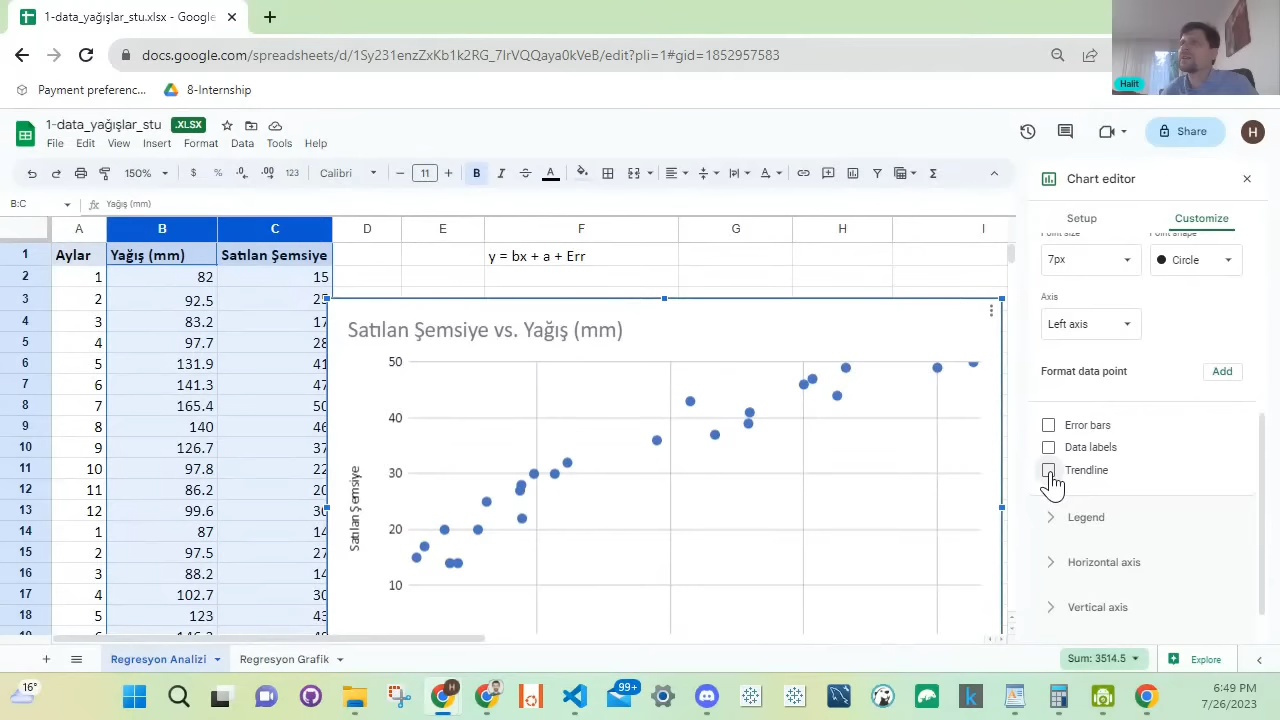 1-data_yağışlar_stu.xlsx - Google
docs.google.com/spreadsheets/d/1Sy231enzZxKb1k2RG_7IrVQQaya0kVeB/edit?pli=1#gid=1852957583
Payment preferenc... 8-Internship
Halit
1-data_yağışlar_stu .XLSX
File Edit View Insert Format Data Tools Help
Share H
150% $ % .0 .00 123 Calibri 11 B I A
B:C fx Yağış (mm)
Chart editor
Setup Customize
A B C D E F G H I
1 Aylar Yağış (mm) Satılan Şemsiye y = bx + a + Err
2 1 82 15
3 2 92.5
4 3 83.2 17
5 4 97.7 28
6 5 131.9 41
7 6 141.3 47
8 7 165.4 50
9 8 140 46
10 9 126.7 37
11 10 97.8 22
12 11 86.2 20
13 12 99.6
14 1 87 14
15 2 97.5 27
16 3 88.2 14
17 4 102.7 30
18 5 123
Satılan Şemsiye vs. Yağış (mm)
50
40
30
20
10
Satılan Şemsiye
Point size Point shape
7px Circle
Axis
Left axis
Format data point Add
Error bars
Data labels
Trendline
Legend
Horizontal axis
Vertical axis
Regresyon Analizi Regresyon Grafik Sum: 3514.5 Explore
16° 99+ 6:49 PM
7/26/2023